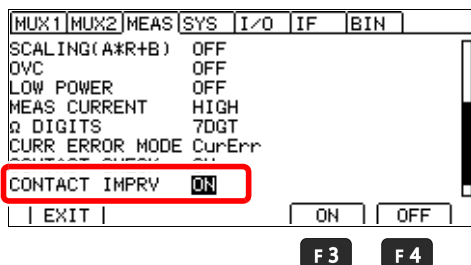 MUX1 MUX2 MEAS SYS I/O IF BIN
SCALING(A*R+B) OFF
OVC OFF
LOW POWER OFF
MEAS CURRENT HIGH
Ω DIGITS 7DGT
CURR ERROR MODE CurErr
CONTACT IMPRV ON
EXIT ON OFF
F3 F4